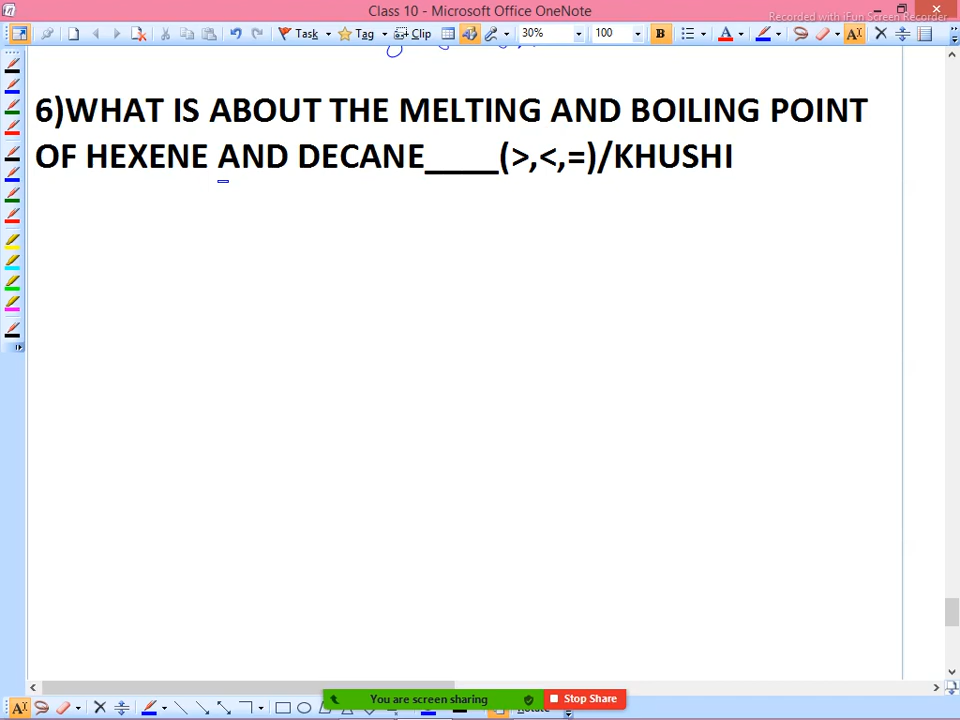 Class 10 - Microsoft Office OneNote
Recorded with iFun Screen Recorder
Task
Tag
Clip
30%
100
B
A
A
6)WHAT IS ABOUT THE MELTING AND BOILING POINT
OF HEXENE AND DECANE____(>,<,=)/KHUSHI
You are screen sharing
Stop Share
A